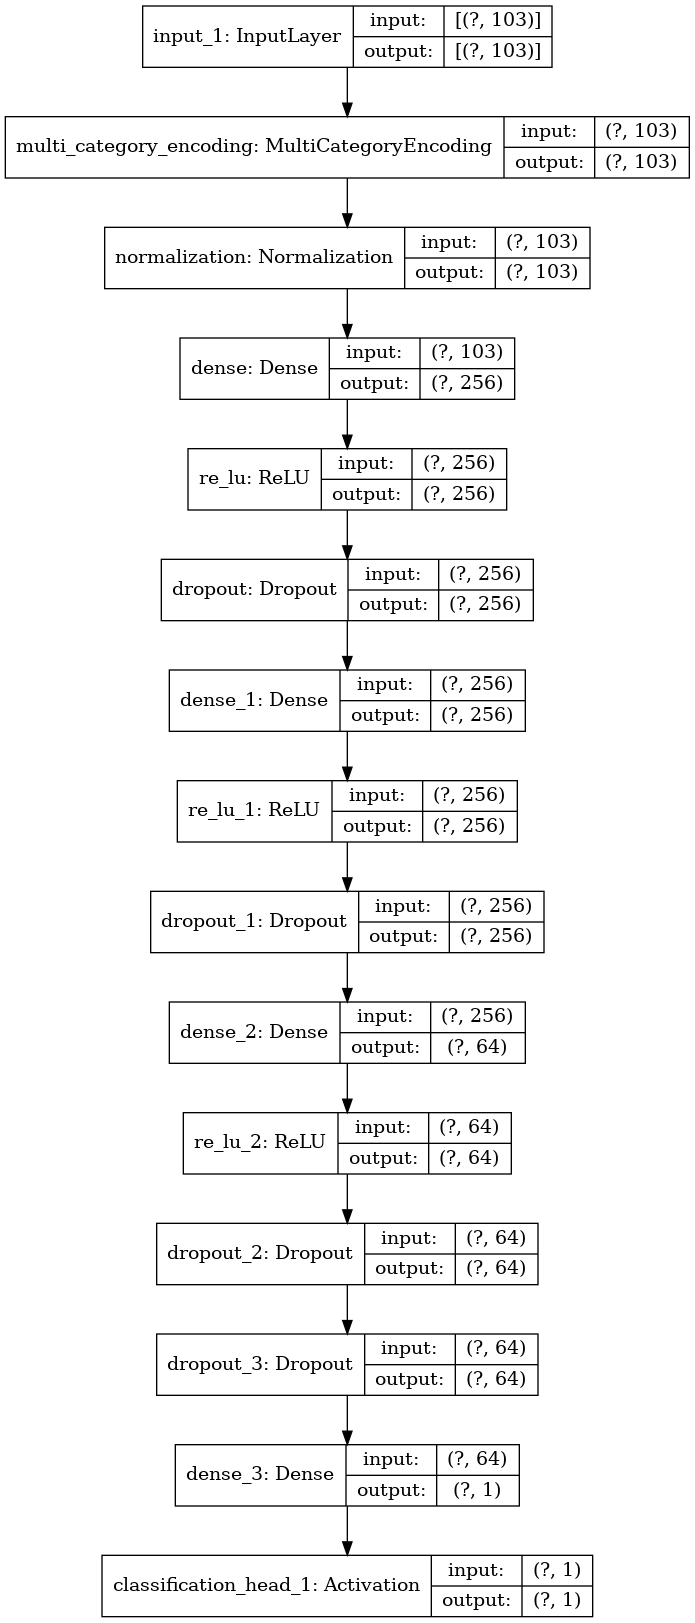 input_1: InputLayer
input: [(?, 103)]
output: [(?, 103)]
multi_category_encoding: MultiCategoryEncoding
input: (?, 103)
output: (?, 103)
normalization: Normalization
input: (?, 103)
output: (?, 103)
dense: Dense
input: (?, 103)
output: (?, 256)
re_lu: ReLU
input: (?, 256)
output: (?, 256)
dropout: Dropout
input: (?, 256)
output: (?, 256)
dense_1: Dense
input: (?, 256)
output: (?, 256)
re_lu_1: ReLU
input: (?, 256)
output: (?, 256)
dropout_1: Dropout
input: (?, 256)
output: (?, 256)
dense_2: Dense
input: (?, 256)
output: (?, 64)
re_lu_2: ReLU
input: (?, 64)
output: (?, 64)
dropout_2: Dropout
input: (?, 64)
output: (?, 64)
dropout_3: Dropout
input: (?, 64)
output: (?, 64)
dense_3: Dense
input: (?, 64)
output: (?, 1)
classification_head_1: Activation
input: (?, 1)
output: (?, 1)